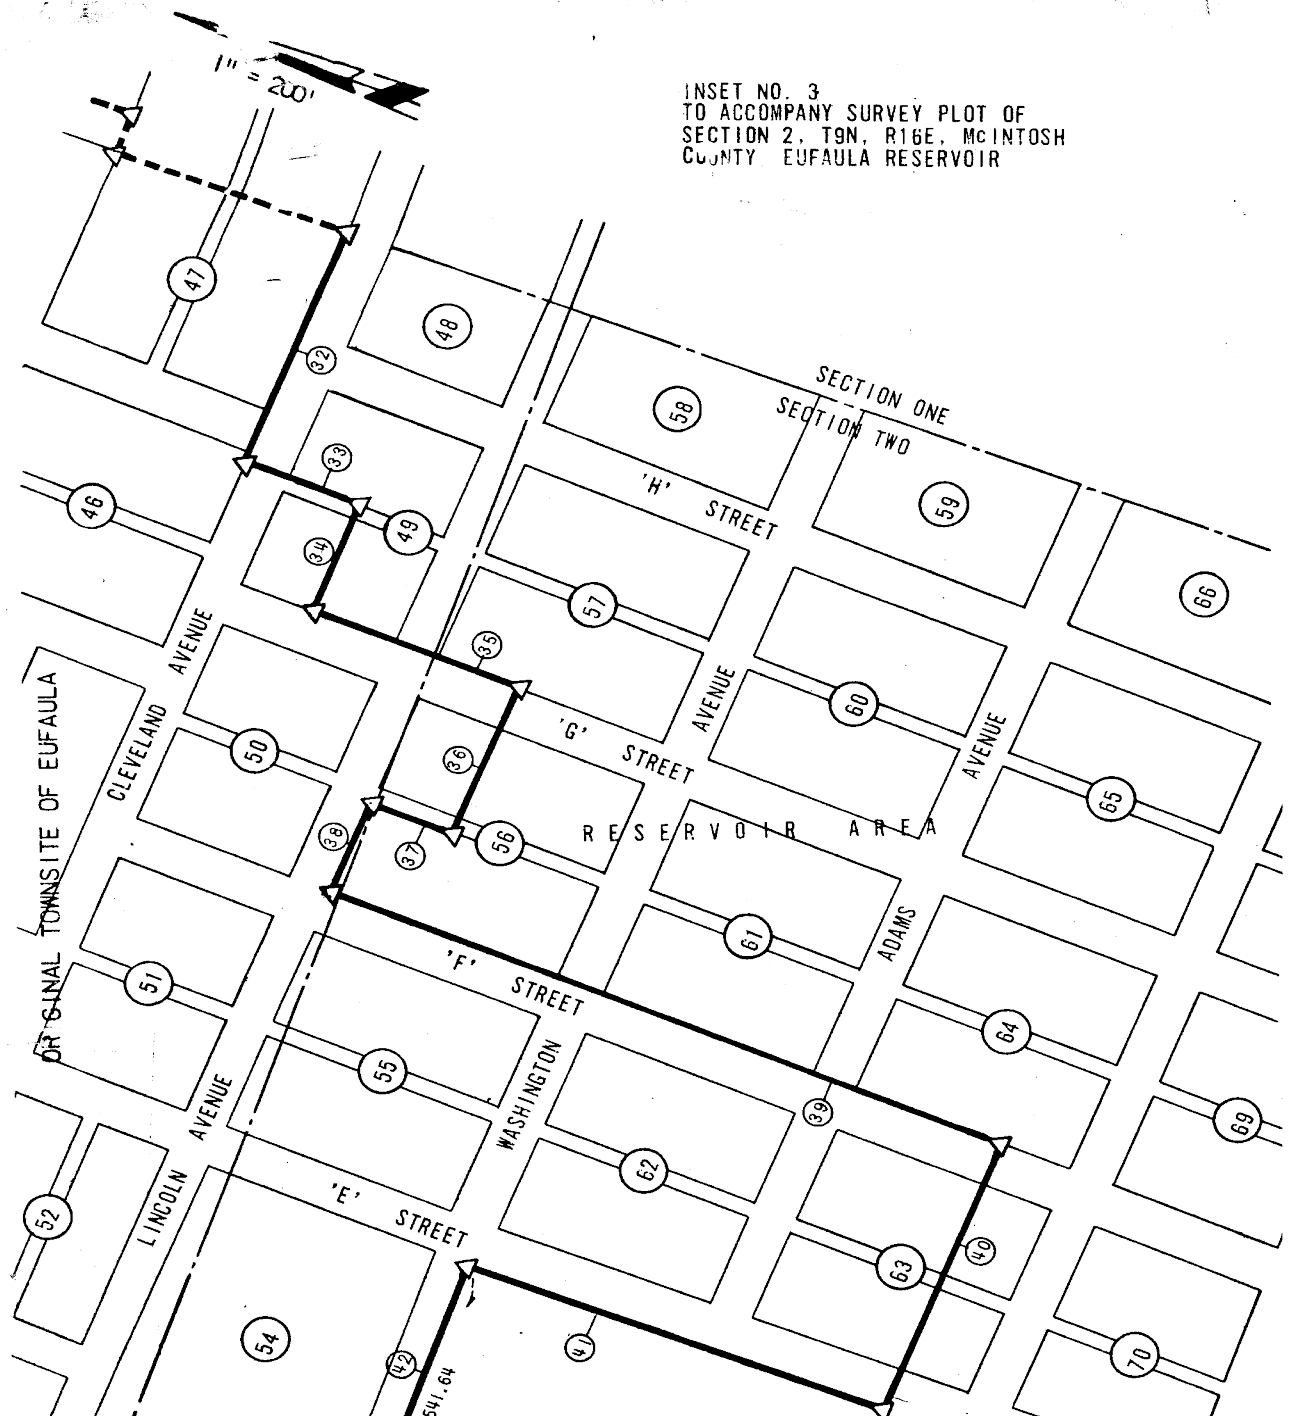 1" = 200'
INSET NO. 3
TO ACCOMPANY SURVEY PLOT OF
SECTION 2, T9N, R16E, McINTOSH
COUNTY EUFAULA RESERVOIR
47
48
32
SECTION ONE
SECTION TWO
58
33
46
49
'H' STREET
59
34
57
66
35
CLEVELAND AVENUE
60
'G' STREET
36
50
65
38
37
56
RESERVOIR AREA
ORIGINAL TOWNSITE OF EUFAULA
61
'F' STREET
51
64
55
39
WASHINGTON AVENUE
ADAMS AVENUE
69
62
LINCOLN AVENUE
'E' STREET
52
40
63
54
41
42
70
541.64